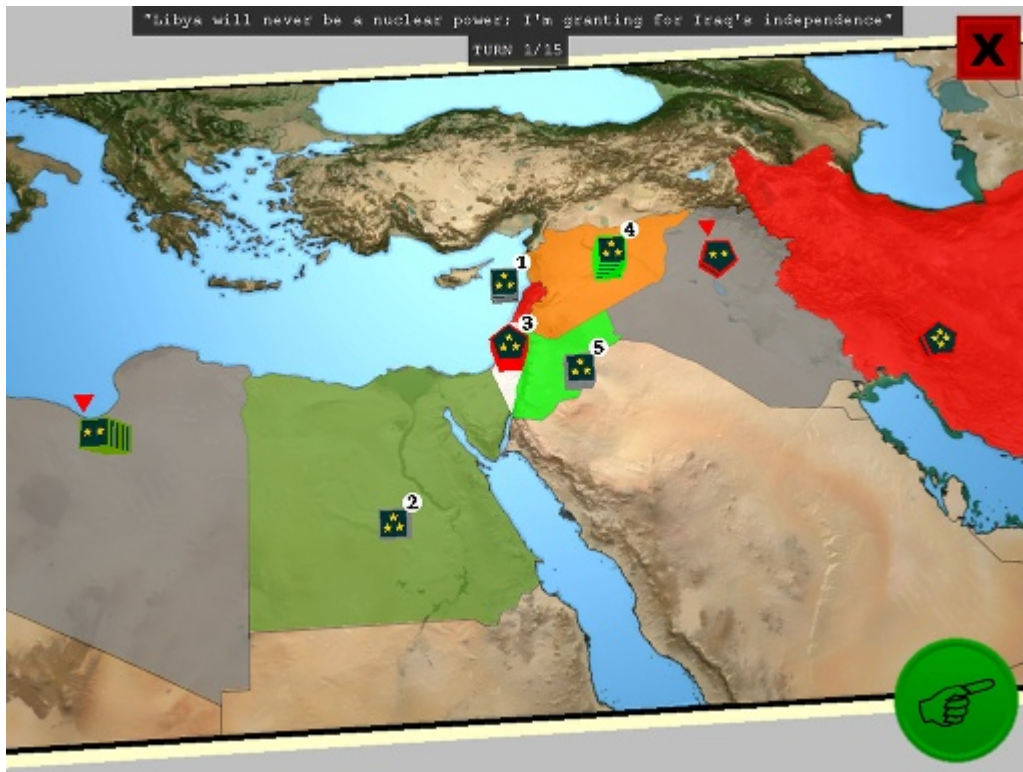 "Libya will never be a nuclear power; I'm granting for Iraq's independence"
TURN 1/15
X
4
1
3
5
2